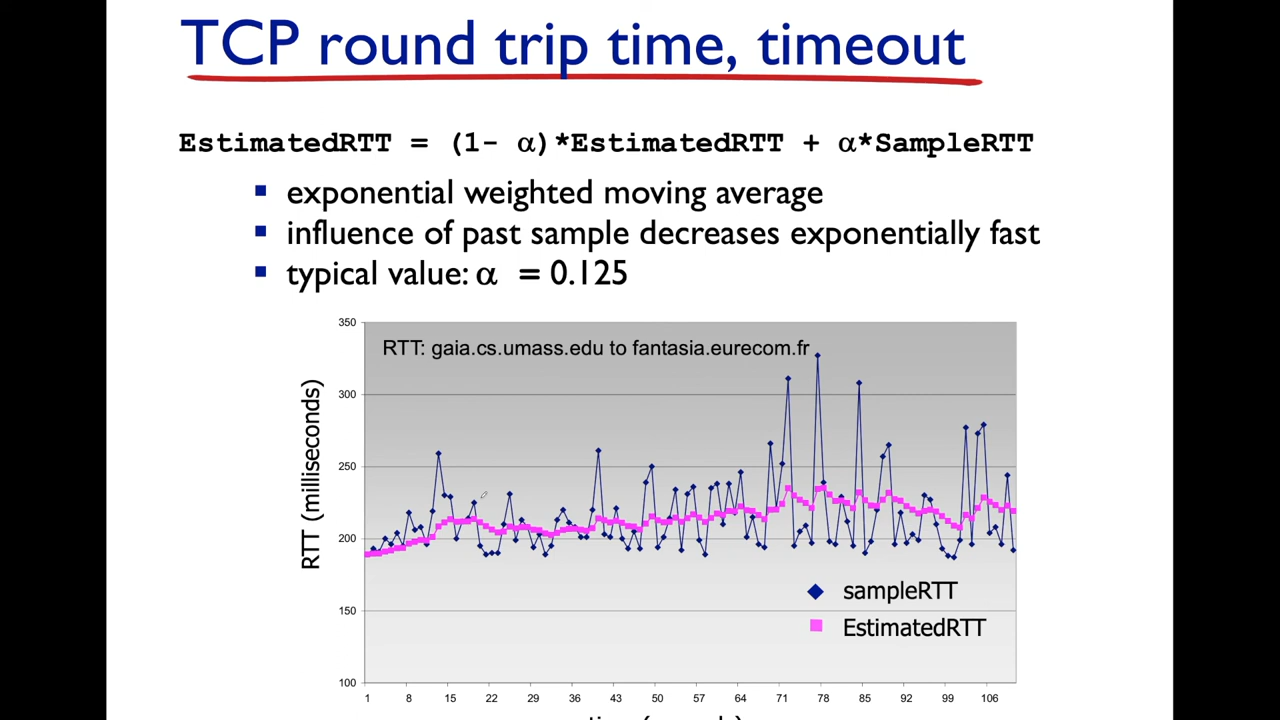 TCP round trip time, timeout
EstimatedRTT = (1- α)*EstimatedRTT + α*SampleRTT
exponential weighted moving average
influence of past sample decreases exponentially fast
typical value: α = 0.125
RTT: gaia.cs.umass.edu to fantasia.eurecom.fr
RTT (milliseconds)
350
300
250
200
150
100
sampleRTT
EstimatedRTT
1 8 15 22 29 36 43 50 57 64 71 78 85 92 99 106